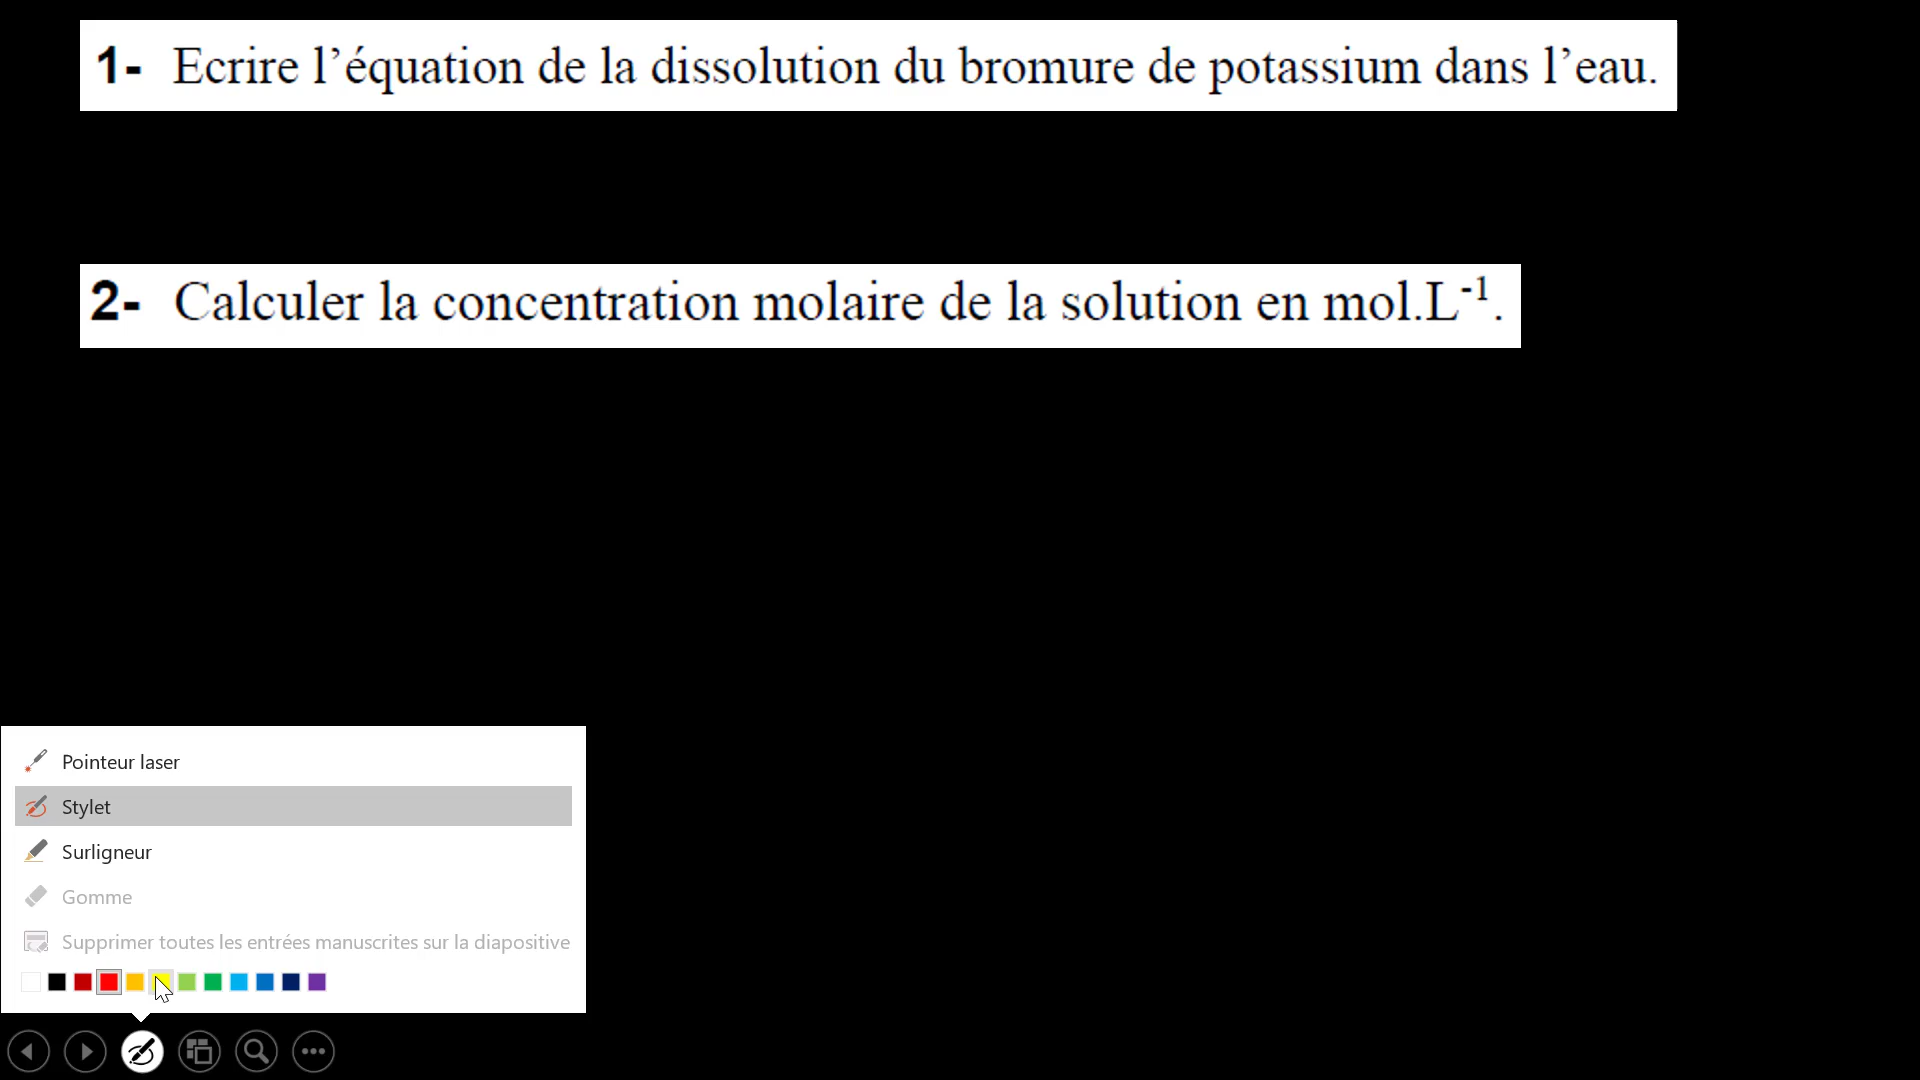 1- Ecrire l’équation de la dissolution du bromure de potassium dans l’eau.
2- Calculer la concentration molaire de la solution en mol.L⁻¹.
Pointeur laser
Stylet
Surligneur
Gomme
Supprimer toutes les entrées manuscrites sur la diapositive